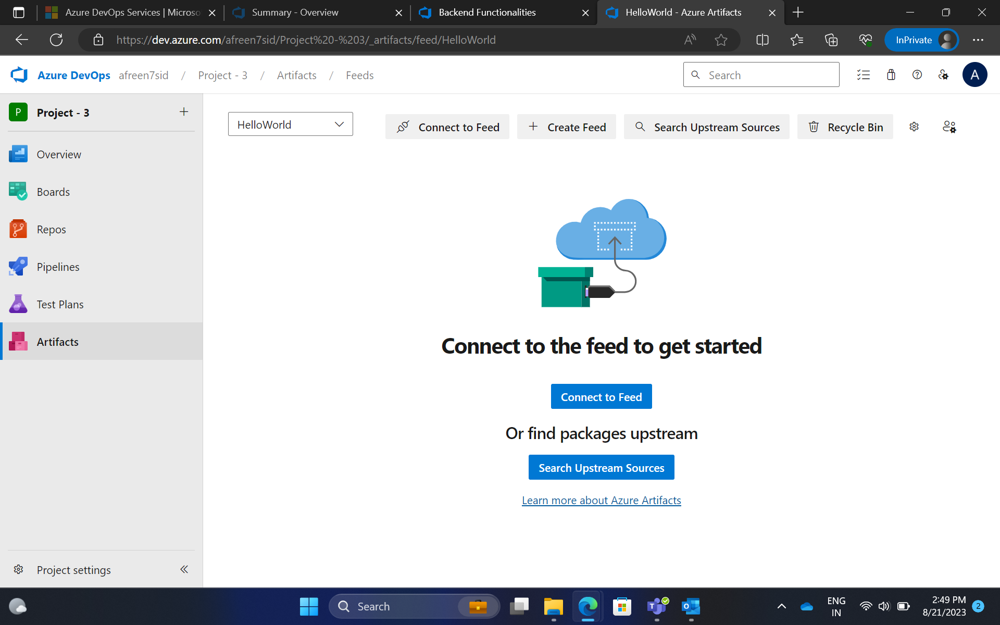 Azure DevOps Services | Microso
Summary - Overview
Backend Functionalities
HelloWorld - Azure Artifacts
https://dev.azure.com/afreen7sid/Project%20-%203/_artifacts/feed/HelloWorld
InPrivate
Azure DevOps afreen7sid / Project - 3 / Artifacts / Feeds
Search
A
P Project - 3
HelloWorld
Connect to Feed
Create Feed
Search Upstream Sources
Recycle Bin
Overview
Boards
Repos
Pipelines
Test Plans
Artifacts
Connect to the feed to get started
Connect to Feed
Or find packages upstream
Search Upstream Sources
Learn more about Azure Artifacts
Project settings
Search
ENG
IN
2:49 PM
8/21/2023
2